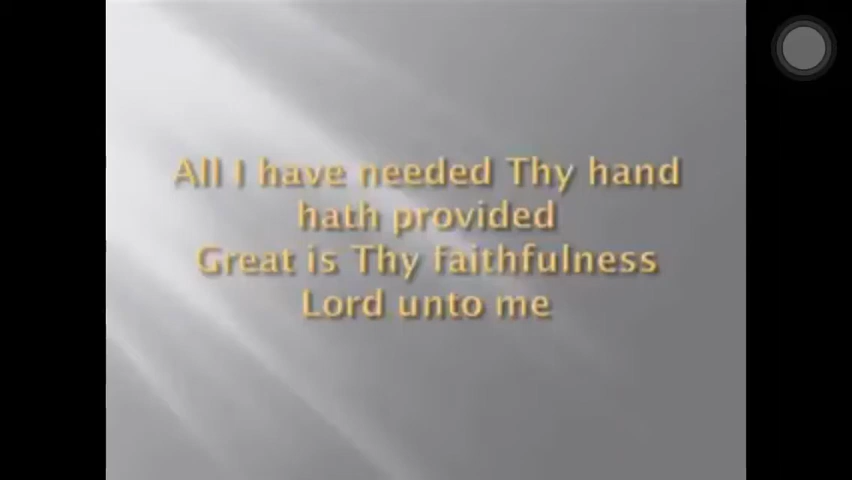 All I have needed Thy hand
hath provided
Great is Thy faithfulness
Lord unto me